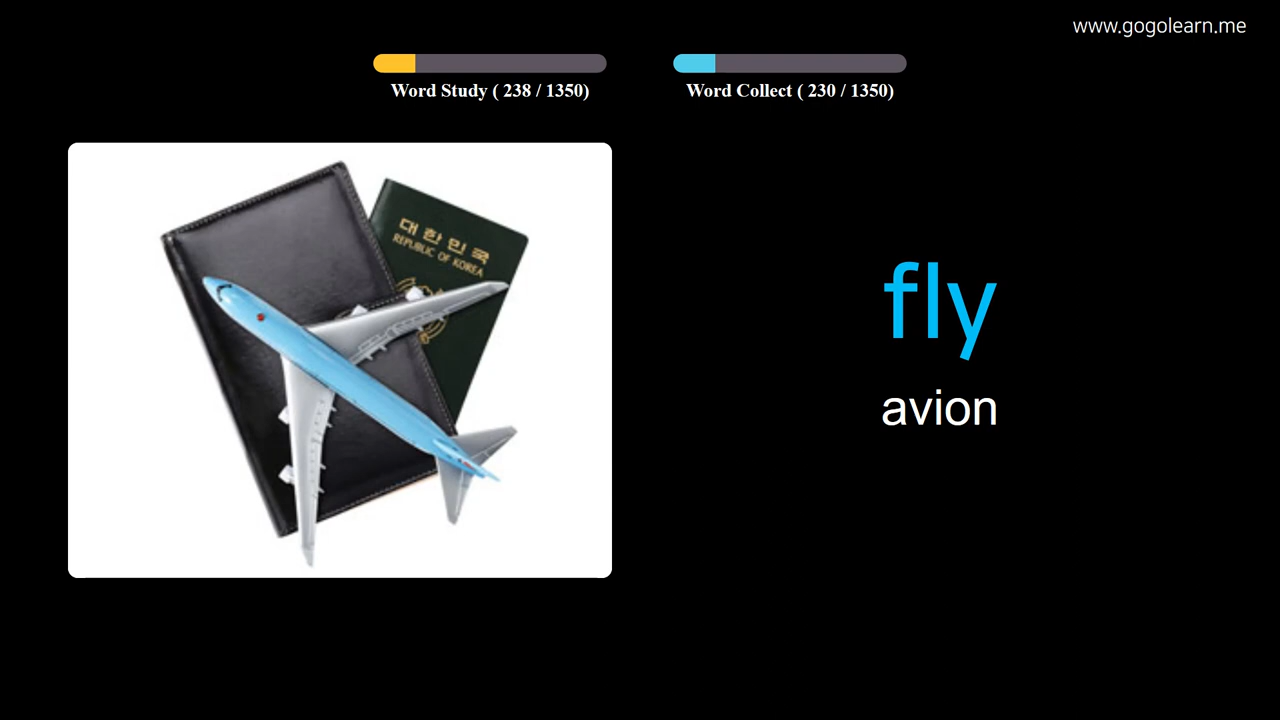 www.gogolearn.me
Word Study ( 238 / 1350)
Word Collect ( 230 / 1350)
대한민국
REPUBLIC OF KOREA
fly
avion